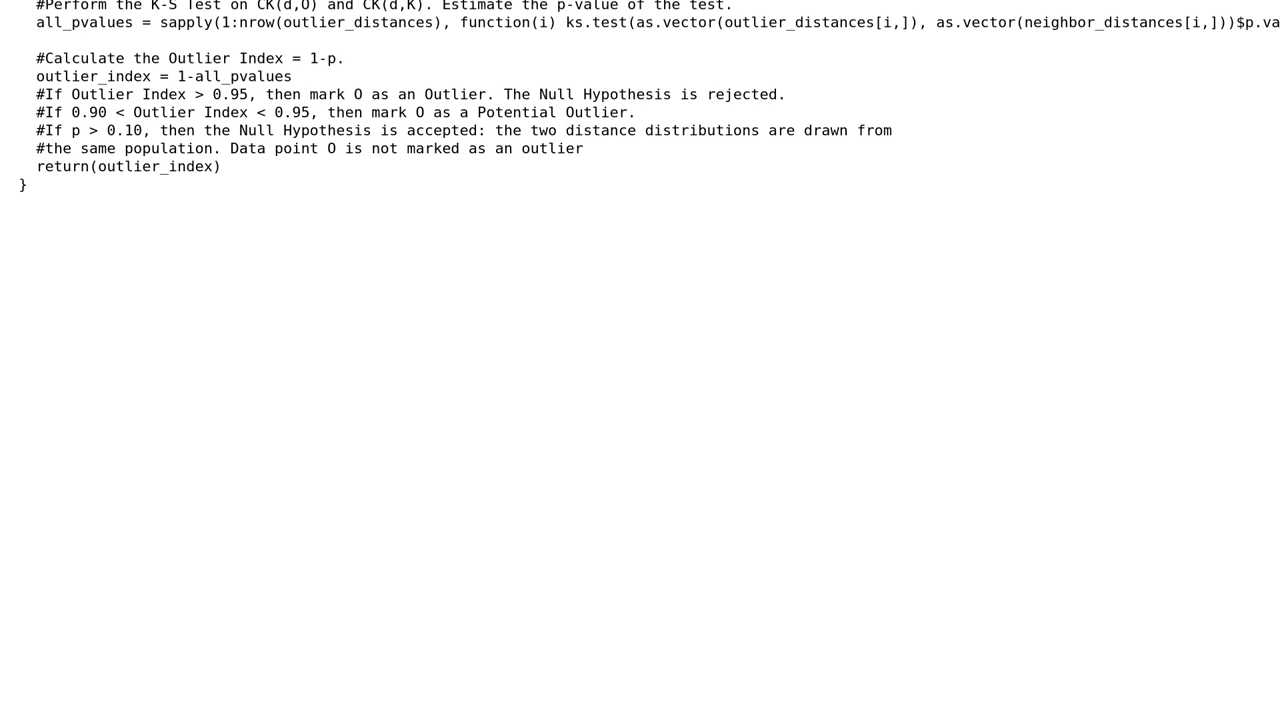 #Perform the K-S Test on CK(d,O) and CK(d,K). Estimate the p-value of the test.
all_pvalues = sapply(1:nrow(outlier_distances), function(i) ks.test(as.vector(outlier_distances[i,]), as.vector(neighbor_distances[i,]))$p.va
#Calculate the Outlier Index = 1-p.
outlier_index = 1-all_pvalues
#If Outlier Index > 0.95, then mark O as an Outlier. The Null Hypothesis is rejected.
#If 0.90 < Outlier Index < 0.95, then mark O as a Potential Outlier.
#If p > 0.10, then the Null Hypothesis is accepted: the two distance distributions are drawn from
#the same population. Data point O is not marked as an outlier
return(outlier_index)
}